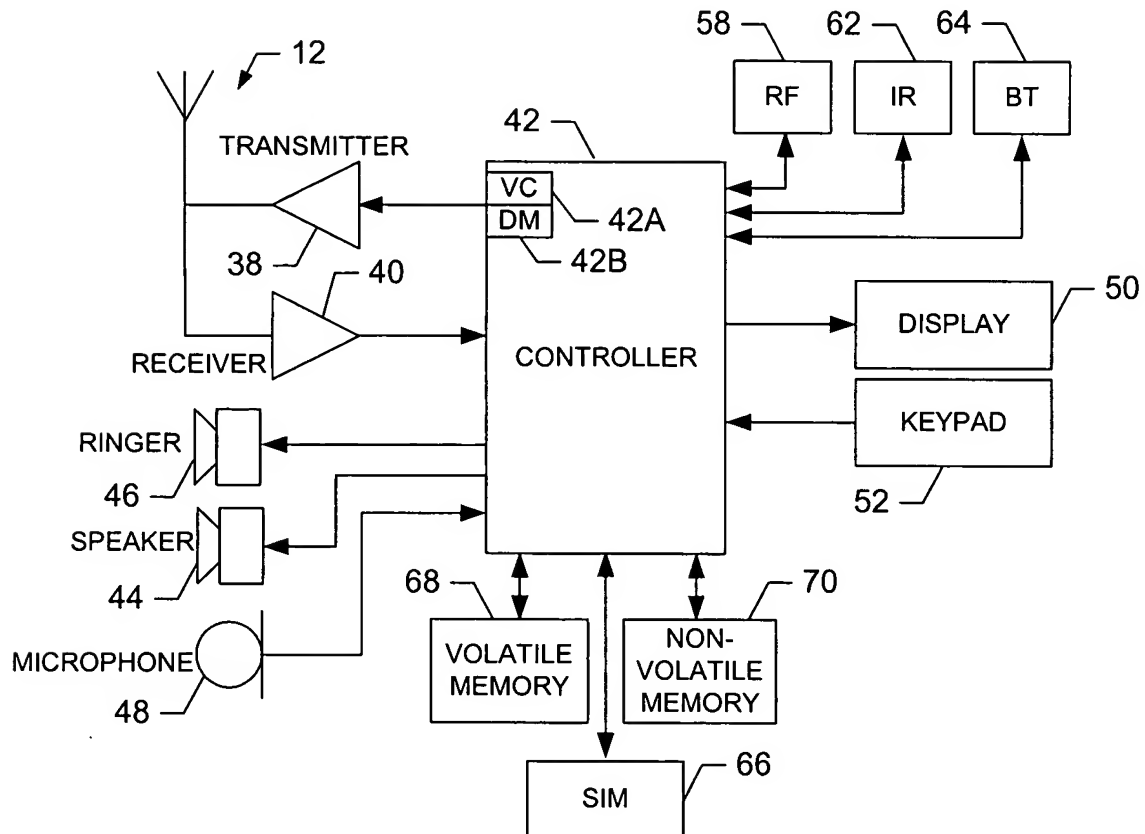 58
62
64
12
RF
IR
BT
42
TRANSMITTER
VC
DM
42A
42B
38
40
50
DISPLAY
CONTROLLER
RECEIVER
KEYPAD
RINGER
46
52
SPEAKER
44
68
70
VOLATILE
MEMORY
NON-
VOLATILE
MEMORY
MICROPHONE
48
66
SIM